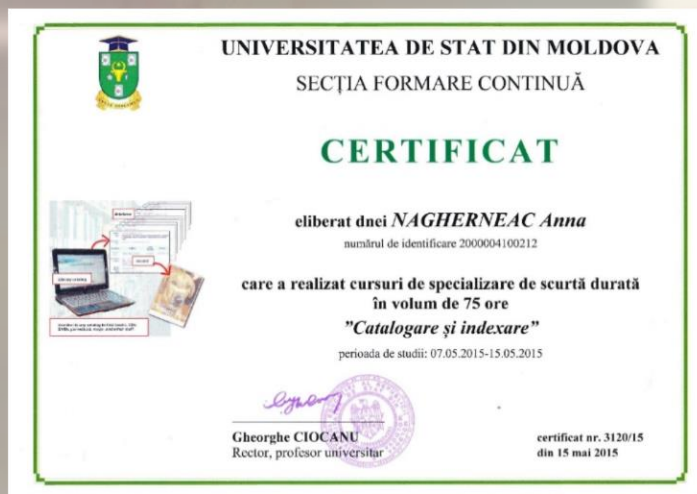 UNIVERSITATEA DE STAT DIN MOLDOVA
SECȚIA FORMARE CONTINUĂ
CERTIFICAT
eliberat dnei NAGHERNEAC Anna
numărul de identificare 2000004100212
care a realizat cursuri de specializare de scurtă durată
în volum de 75 ore
”Catalogare și indexare”
perioada de studii: 07.05.2015-15.05.2015
Gheorghe CIOCANU
Rector, profesor universitar
certificat nr. 3120/15
din 15 mai 2015